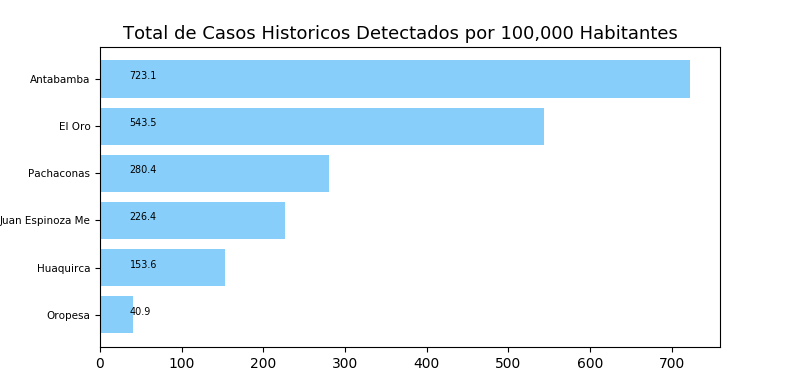 Total de Casos Historicos Detectados por 100,000 Habitantes
Antabamba 723.1
El Oro 543.5
Pachaconas 280.4
Juan Espinoza Me 226.4
Huaquirca 153.6
Oropesa 40.9
0 100 200 300 400 500 600 700